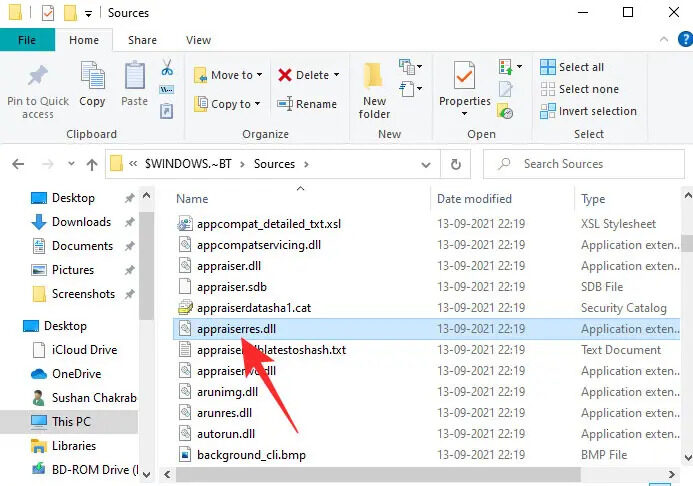 Sources
File
Home
Share
View
Pin to Quick access
Copy
Paste
Clipboard
Move to
Copy to
Delete
Rename
Organize
New folder
New
Properties
Open
Select all
Select none
Invert selection
Select
« $WINDOWS.~BT > Sources >
Search Sources
Desktop
Downloads
Documents
Pictures
Screenshots
Desktop
iCloud Drive
OneDrive
Sushan Chakrab
This PC
Libraries
BD-ROM Drive (
Name Date modified Type
appcompat_detailed_txt.xsl 13-09-2021 22:19 XSL Stylesheet
appcompatservicing.dll 13-09-2021 22:19 Application exten...
appraiser.dll 13-09-2021 22:19 Application exten...
appraiser.sdb 13-09-2021 22:19 SDB File
appraiserdatasha1.cat 13-09-2021 22:19 Security Catalog
appraiserres.dll 13-09-2021 22:19 Application exten...
13-09-2021 22:19 Text Document
13-09-2021 22:19 Application exten...
arunimg.dll 13-09-2021 22:19 Application exten...
arunres.dll 13-09-2021 22:19 Application exten...
autorun.dll 13-09-2021 22:19 Application exten...
background_cli.bmp 13-09-2021 22:19 BMP File